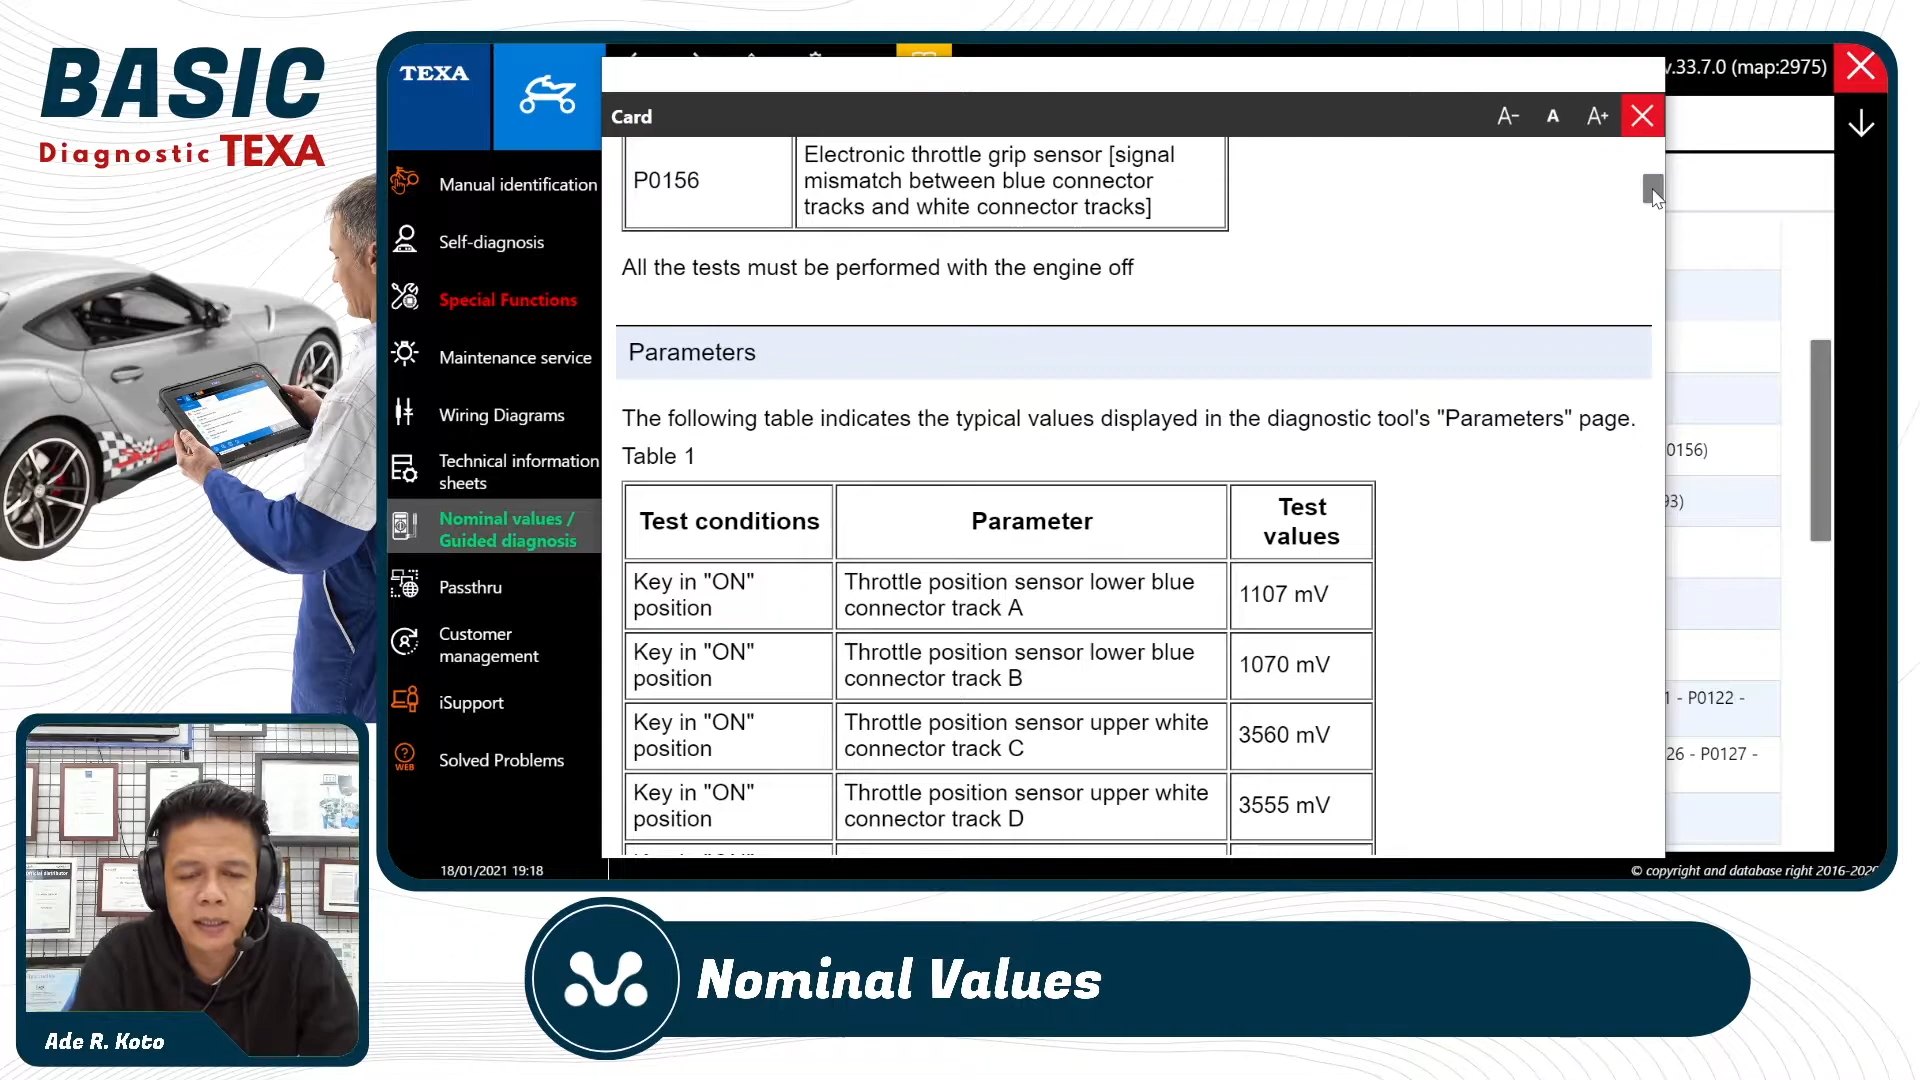 BASIC
Diagnostic TEXA
TEXA
v.33.7.0 (map:2975)
Card
A- A A+
Manual identification
Self-diagnosis
Special Functions
Maintenance service
Wiring Diagrams
Technical information
sheets
Nominal values /
Guided diagnosis
Passthru
Customer
management
iSupport
WEB
Solved Problems
18/01/2021 19:18
P0156
Electronic throttle grip sensor [signal
mismatch between blue connector
tracks and white connector tracks]
All the tests must be performed with the engine off
Parameters
The following table indicates the typical values displayed in the diagnostic tool's "Parameters" page.
Table 1
Test conditions
Parameter
Test
values
Key in "ON"
position
Throttle position sensor lower blue
connector track A
1107 mV
Key in "ON"
position
Throttle position sensor lower blue
connector track B
1070 mV
Key in "ON"
position
Throttle position sensor upper white
connector track C
3560 mV
Key in "ON"
position
Throttle position sensor upper white
connector track D
3555 mV
0156)
93)
1 - P0122 -
26 - P0127 -
© copyright and database right 2016-2020
Nominal Values
Ade R. Koto